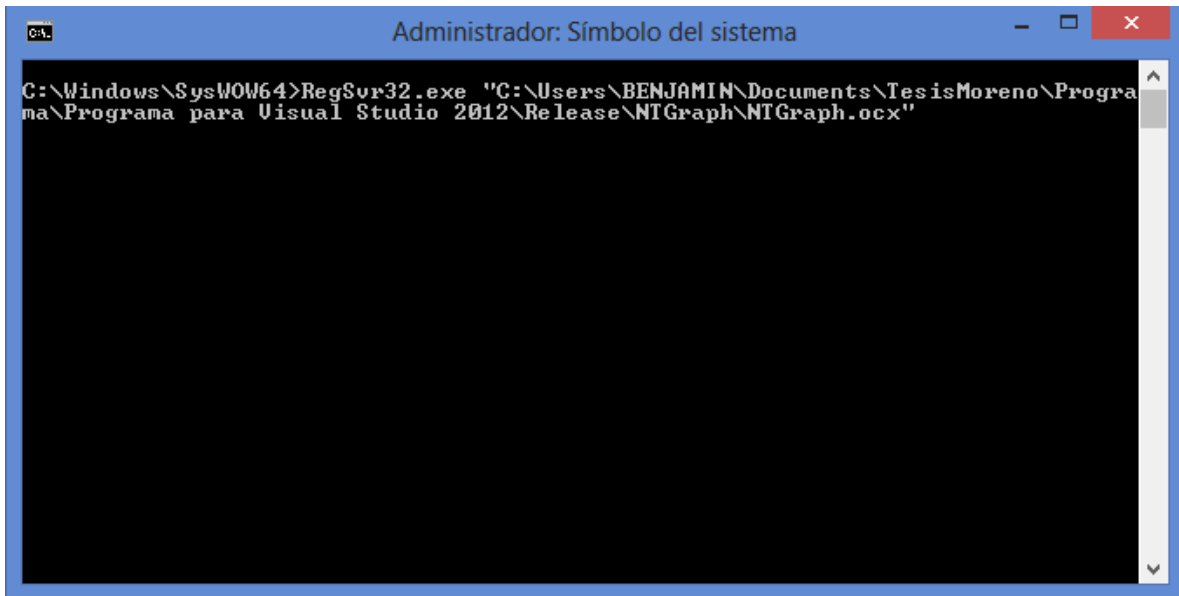 Administrador: Símbolo del sistema
C:\Windows\SysWOW64>RegSvr32.exe "C:\Users\BENJAMIN\Documents\TesisMoreno\Progra
ma\Programa para Visual Studio 2012\Release\NTGraph\NTGraph.ocx"